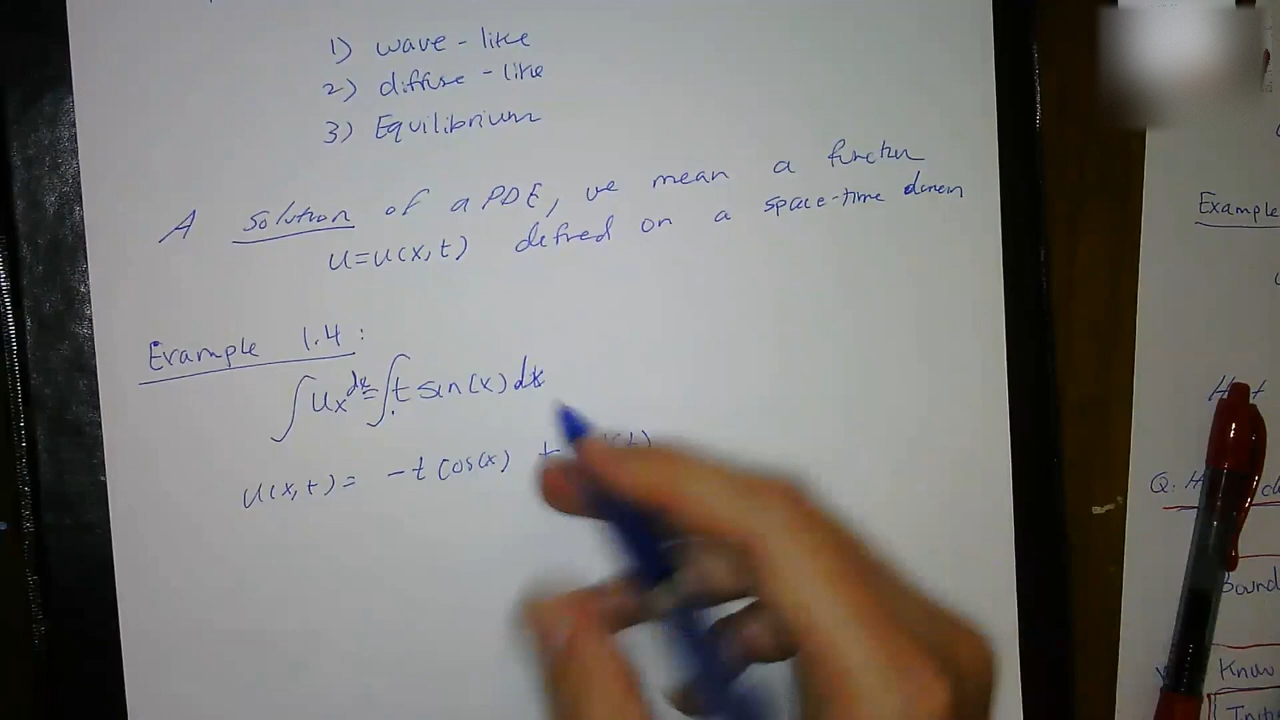 1) wave-like
2) diffuse-like
3) Equilibrium
A solution of a PDE, we mean a function
u=u(x,t) defined on a space-time domain
Example 1.4:
∫ u_x dx = ∫ t sin(x) dx
u(x,t) = -t cos(x) +
Example
Q:
Bound
Know